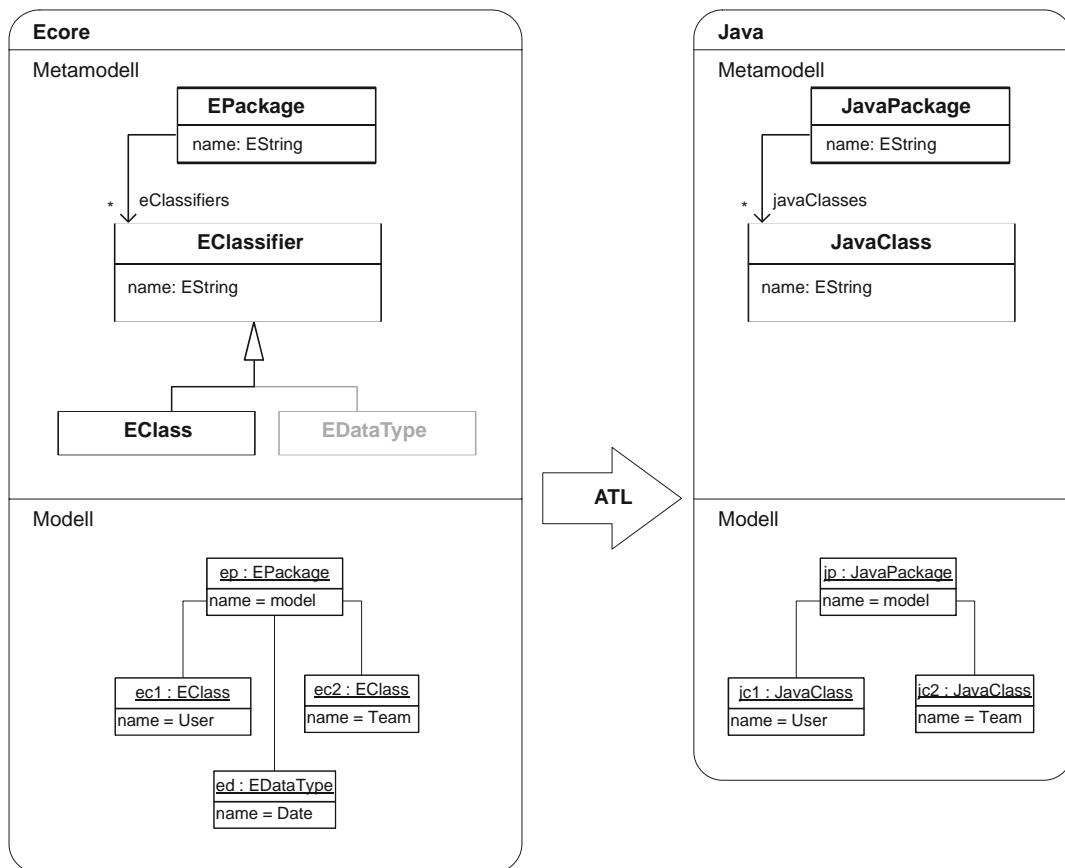 Ecore
Metamodell
EPackage
name: EString
*
eClassifiers
EClassifier
name: EString
EClass
EDataType
Modell
ep : EPackage
name = model
ec1 : EClass
name = User
ec2 : EClass
name = Team
ed : EDataType
name = Date
ATL
Java
Metamodell
JavaPackage
name: EString
*
javaClasses
JavaClass
name: EString
Modell
jp : JavaPackage
name = model
jc1 : JavaClass
name = User
jc2 : JavaClass
name = Team